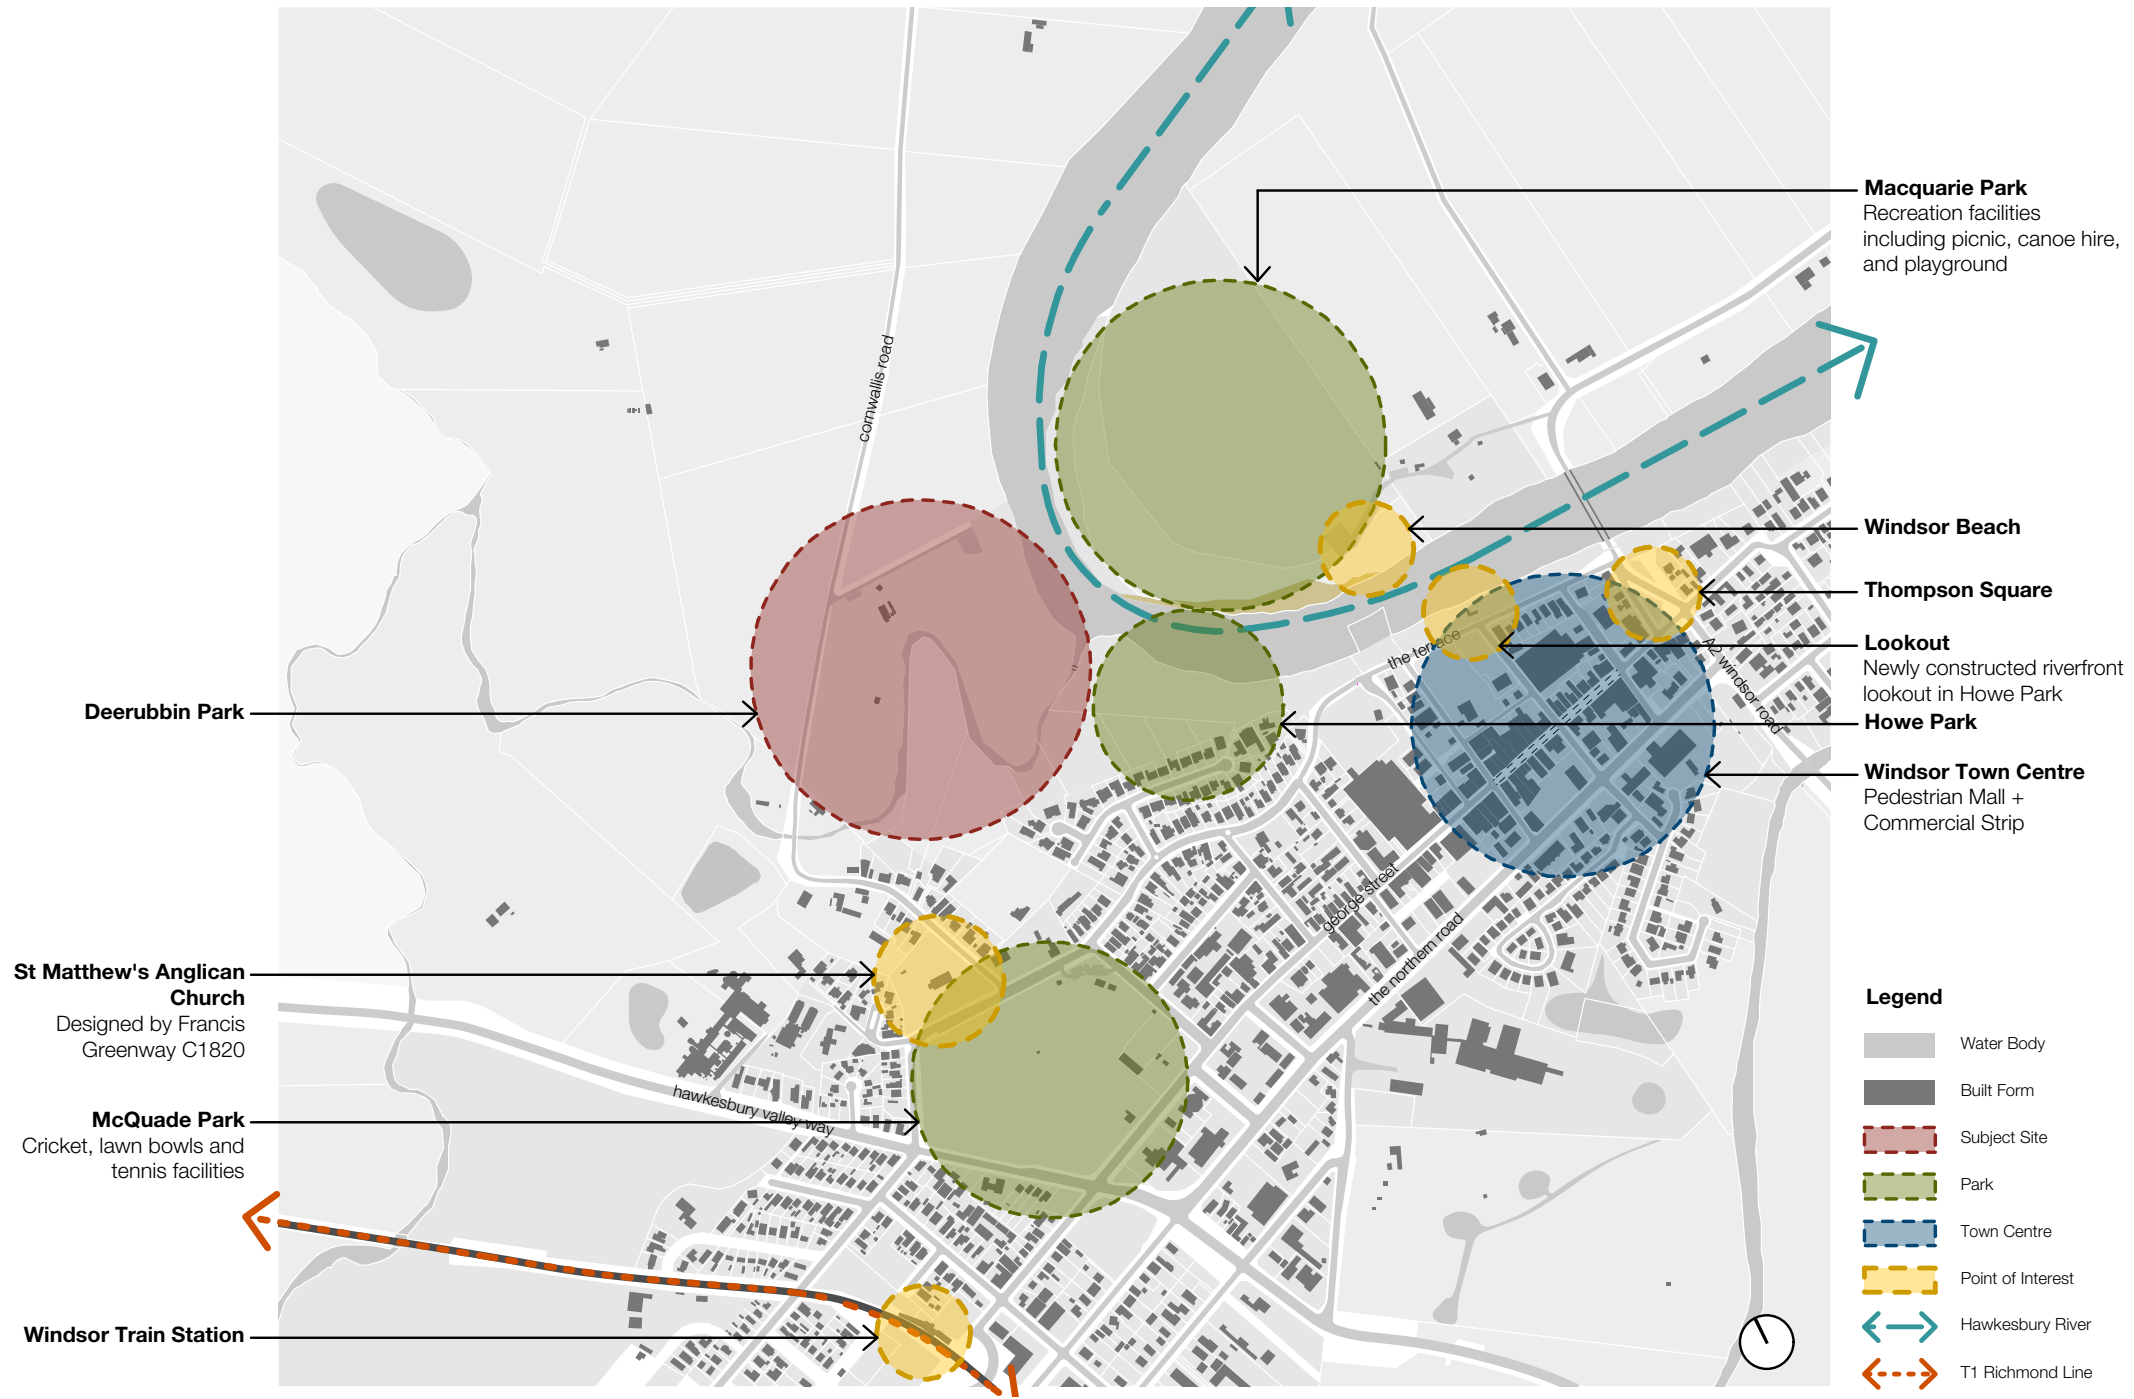 Macquarie Park
Recreation facilities
including picnic, canoe hire,
and playground
cornwallis road
Windsor Beach
Thompson Square
the terrace
A2 windsor road
Lookout
Newly constructed riverfront
lookout in Howe Park
Deerubbin Park
Howe Park
Windsor Town Centre
Pedestrian Mall +
Commercial Strip
george street
the northern road
St Matthew's Anglican
Church
Designed by Francis
Greenway C1820
hawkesbury valley way
McQuade Park
Cricket, lawn bowls and
tennis facilities
Windsor Train Station
Legend
Water Body
Built Form
Subject Site
Park
Town Centre
Point of Interest
Hawkesbury River
T1 Richmond Line